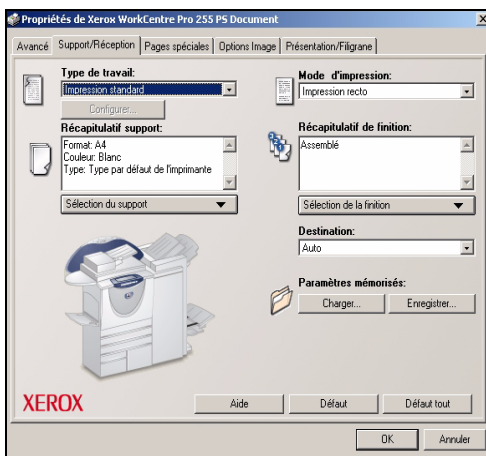 Propriétés de Xerox WorkCentre Pro 255 PS Document
Avancé Support/Réception Pages spéciales Options Image Présentation/Filigrane
Type de travail:
Impression standard
Configurer...
Récapitulatif support:
Format: A4
Couleur: Blanc
Type: Type par défaut de l'imprimante
Sélection du support
Mode d'impression:
Impression recto
Récapitulatif de finition:
Assemblé
Sélection de la finition
Destination:
Auto
Paramètres mémorisés:
Charger... Enregistrer...
XEROX
Aide Défaut Défaut tout
OK Annuler